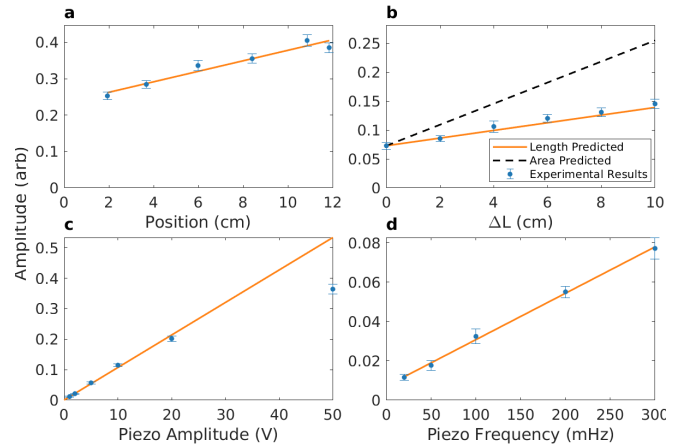 a
b
0.4
0.3
0.2
0.1
0
0 2 4 6 8 10 12
Position (cm)
0.25
0.2
0.15
0.1
0.05
0
0 2 4 6 8 10
ΔL (cm)
Length Predicted
Area Predicted
Experimental Results
Amplitude (arb)
c
d
0.5
0.4
0.3
0.2
0.1
0
0 10 20 30 40 50
Piezo Amplitude (V)
0.08
0.06
0.04
0.02
0
0 50 100 150 200 250 300
Piezo Frequency (mHz)